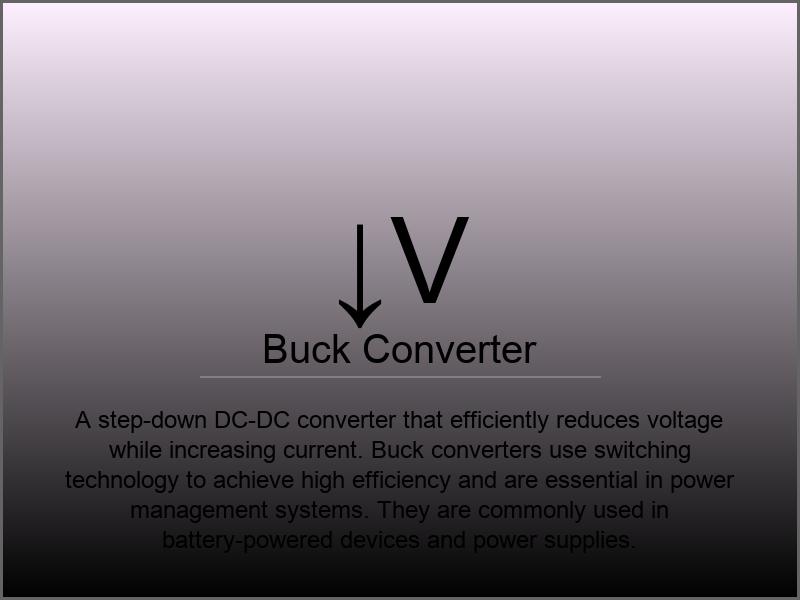 ↓V
Buck Converter
A step-down DC-DC converter that efficiently reduces voltage
while increasing current. Buck converters use switching
technology to achieve high efficiency and are essential in power
management systems. They are commonly used in
battery-powered devices and power supplies.